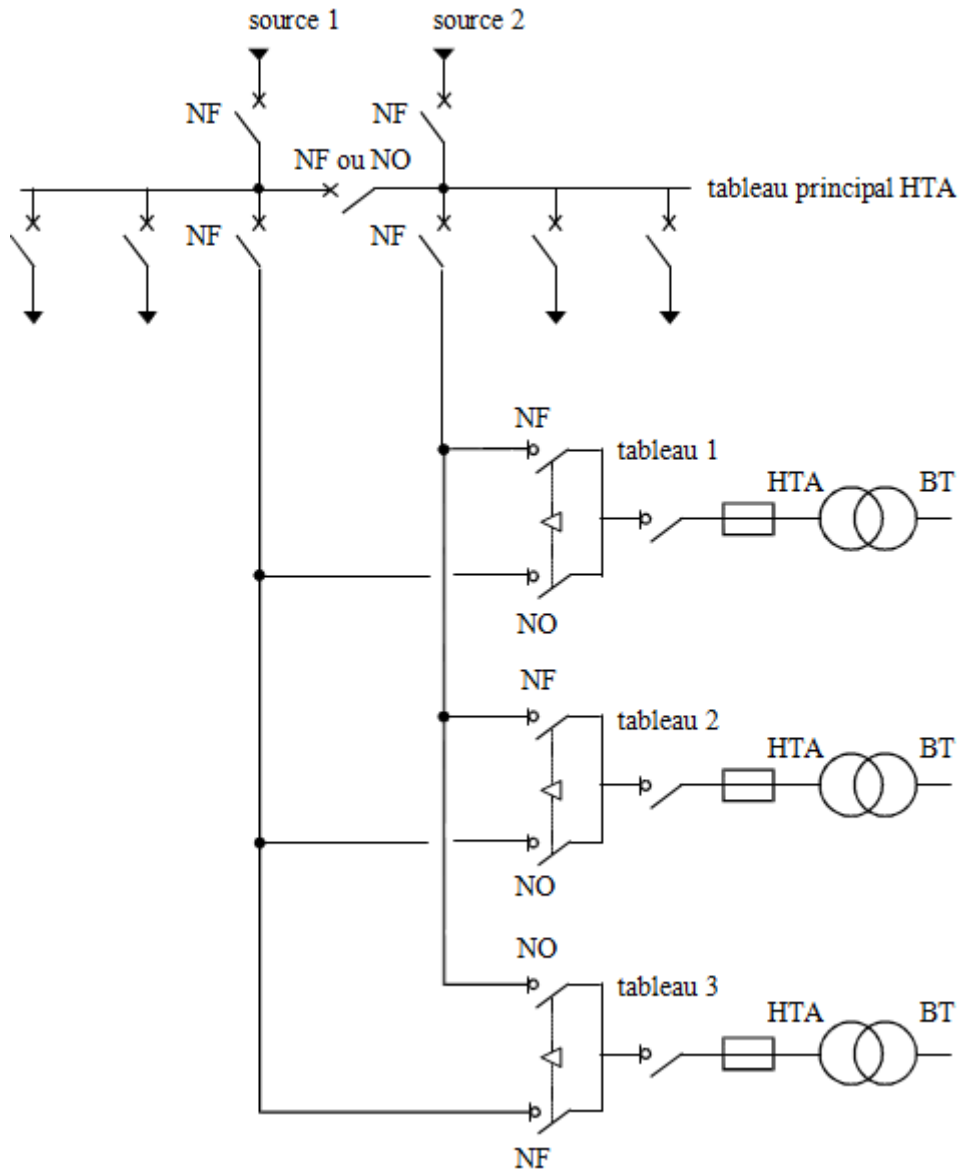 source 1
source 2
NF
NF
NF ou NO
tableau principal HTA
NF
NF
NF
tableau 1
HTA
BT
NO
NF
tableau 2
HTA
BT
NO
NO
tableau 3
HTA
BT
NF